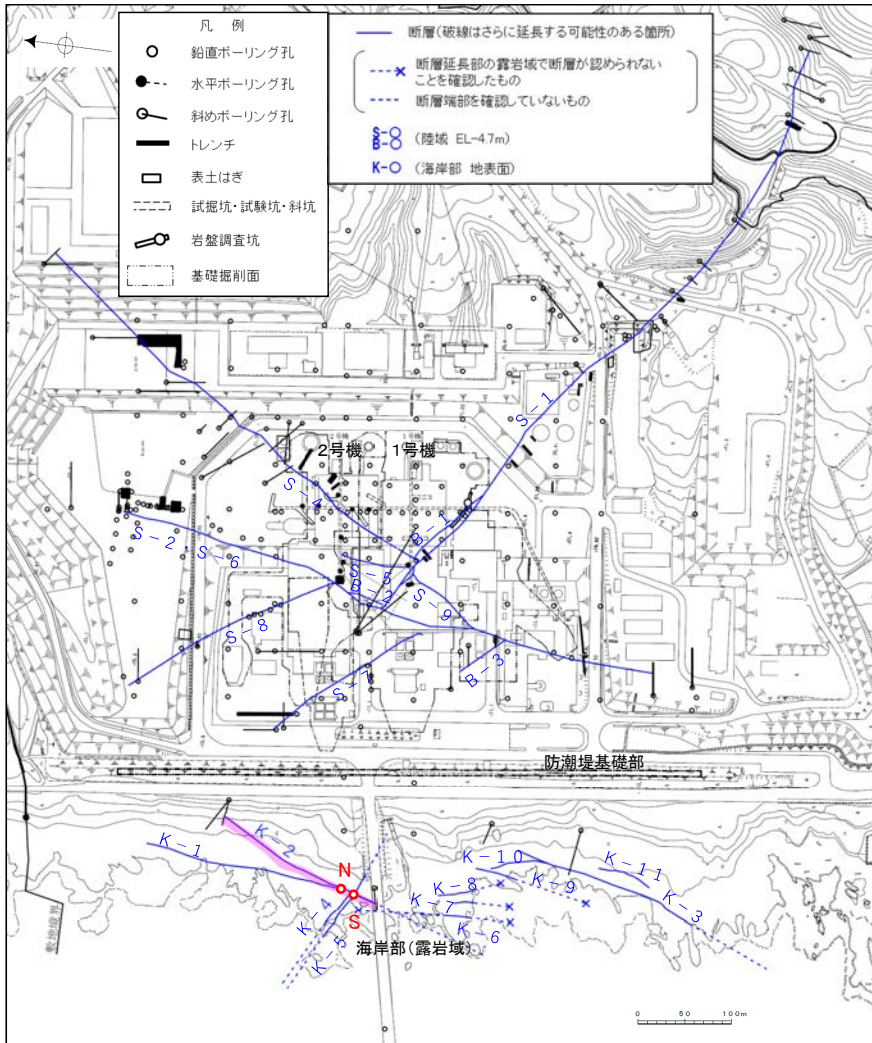 凡 例
鉛直ボーリング孔
水平ボーリング孔
斜めボーリング孔
トレンチ
表土はぎ
試掘坑・試験坑・斜坑
岩盤調査坑
基礎掘削面
断層(破線はさらに延長する可能性のある箇所)
断層延長部の露岩域で断層が認められない
ことを確認したもの
断層端部を確認していないもの
S-○
B-○
(陸域 EL-4.7m)
K-○
(海岸部 地表面)
S-1
2号機
1号機
S-4
B-1
S-2・S-6
S-5
B-2
S-9
S-8
S-7
B-3
防潮堤基礎部
K-1
K-2
N
S
K-4
K-5
K-10
K-11
K-8
K-9
K-7
K-6
K-3
海岸部(露岩域)
敷地境界
0 50 100m